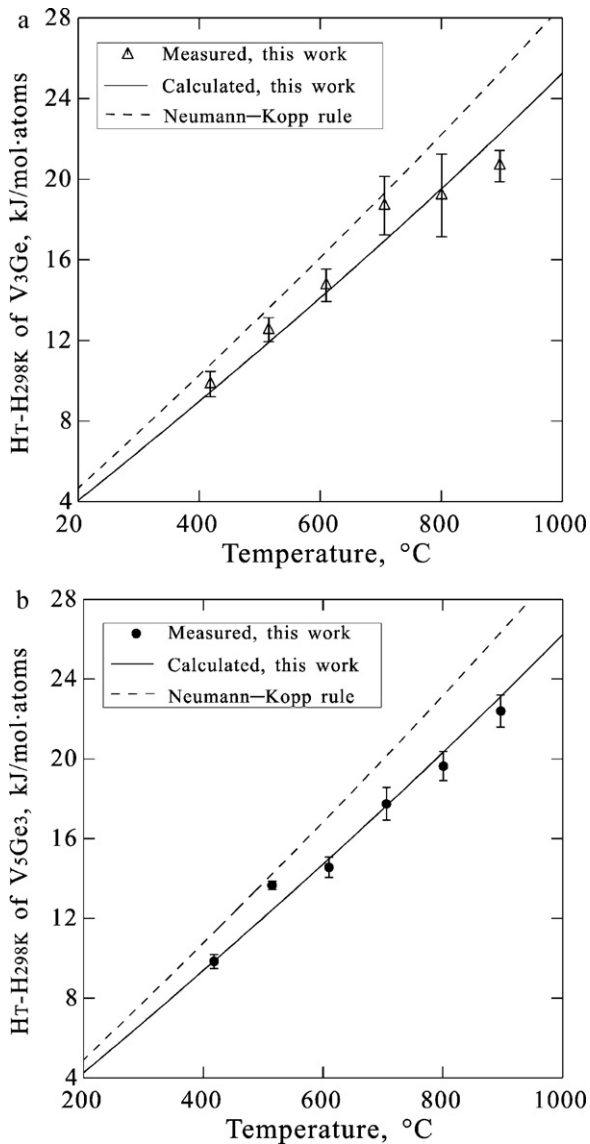 a
28
24
20
16
12
8
4
HT-H298K of V3Ge, kJ/mol·atoms
Measured, this work
Calculated, this work
Neumann—Kopp rule
20 400 600 800 1000
Temperature, °C
b
28
24
20
16
12
8
4
HT-H298K of V5Ge3, kJ/mol·atoms
Measured, this work
Calculated, this work
Neumann—Kopp rule
200 400 600 800 1000
Temperature, °C